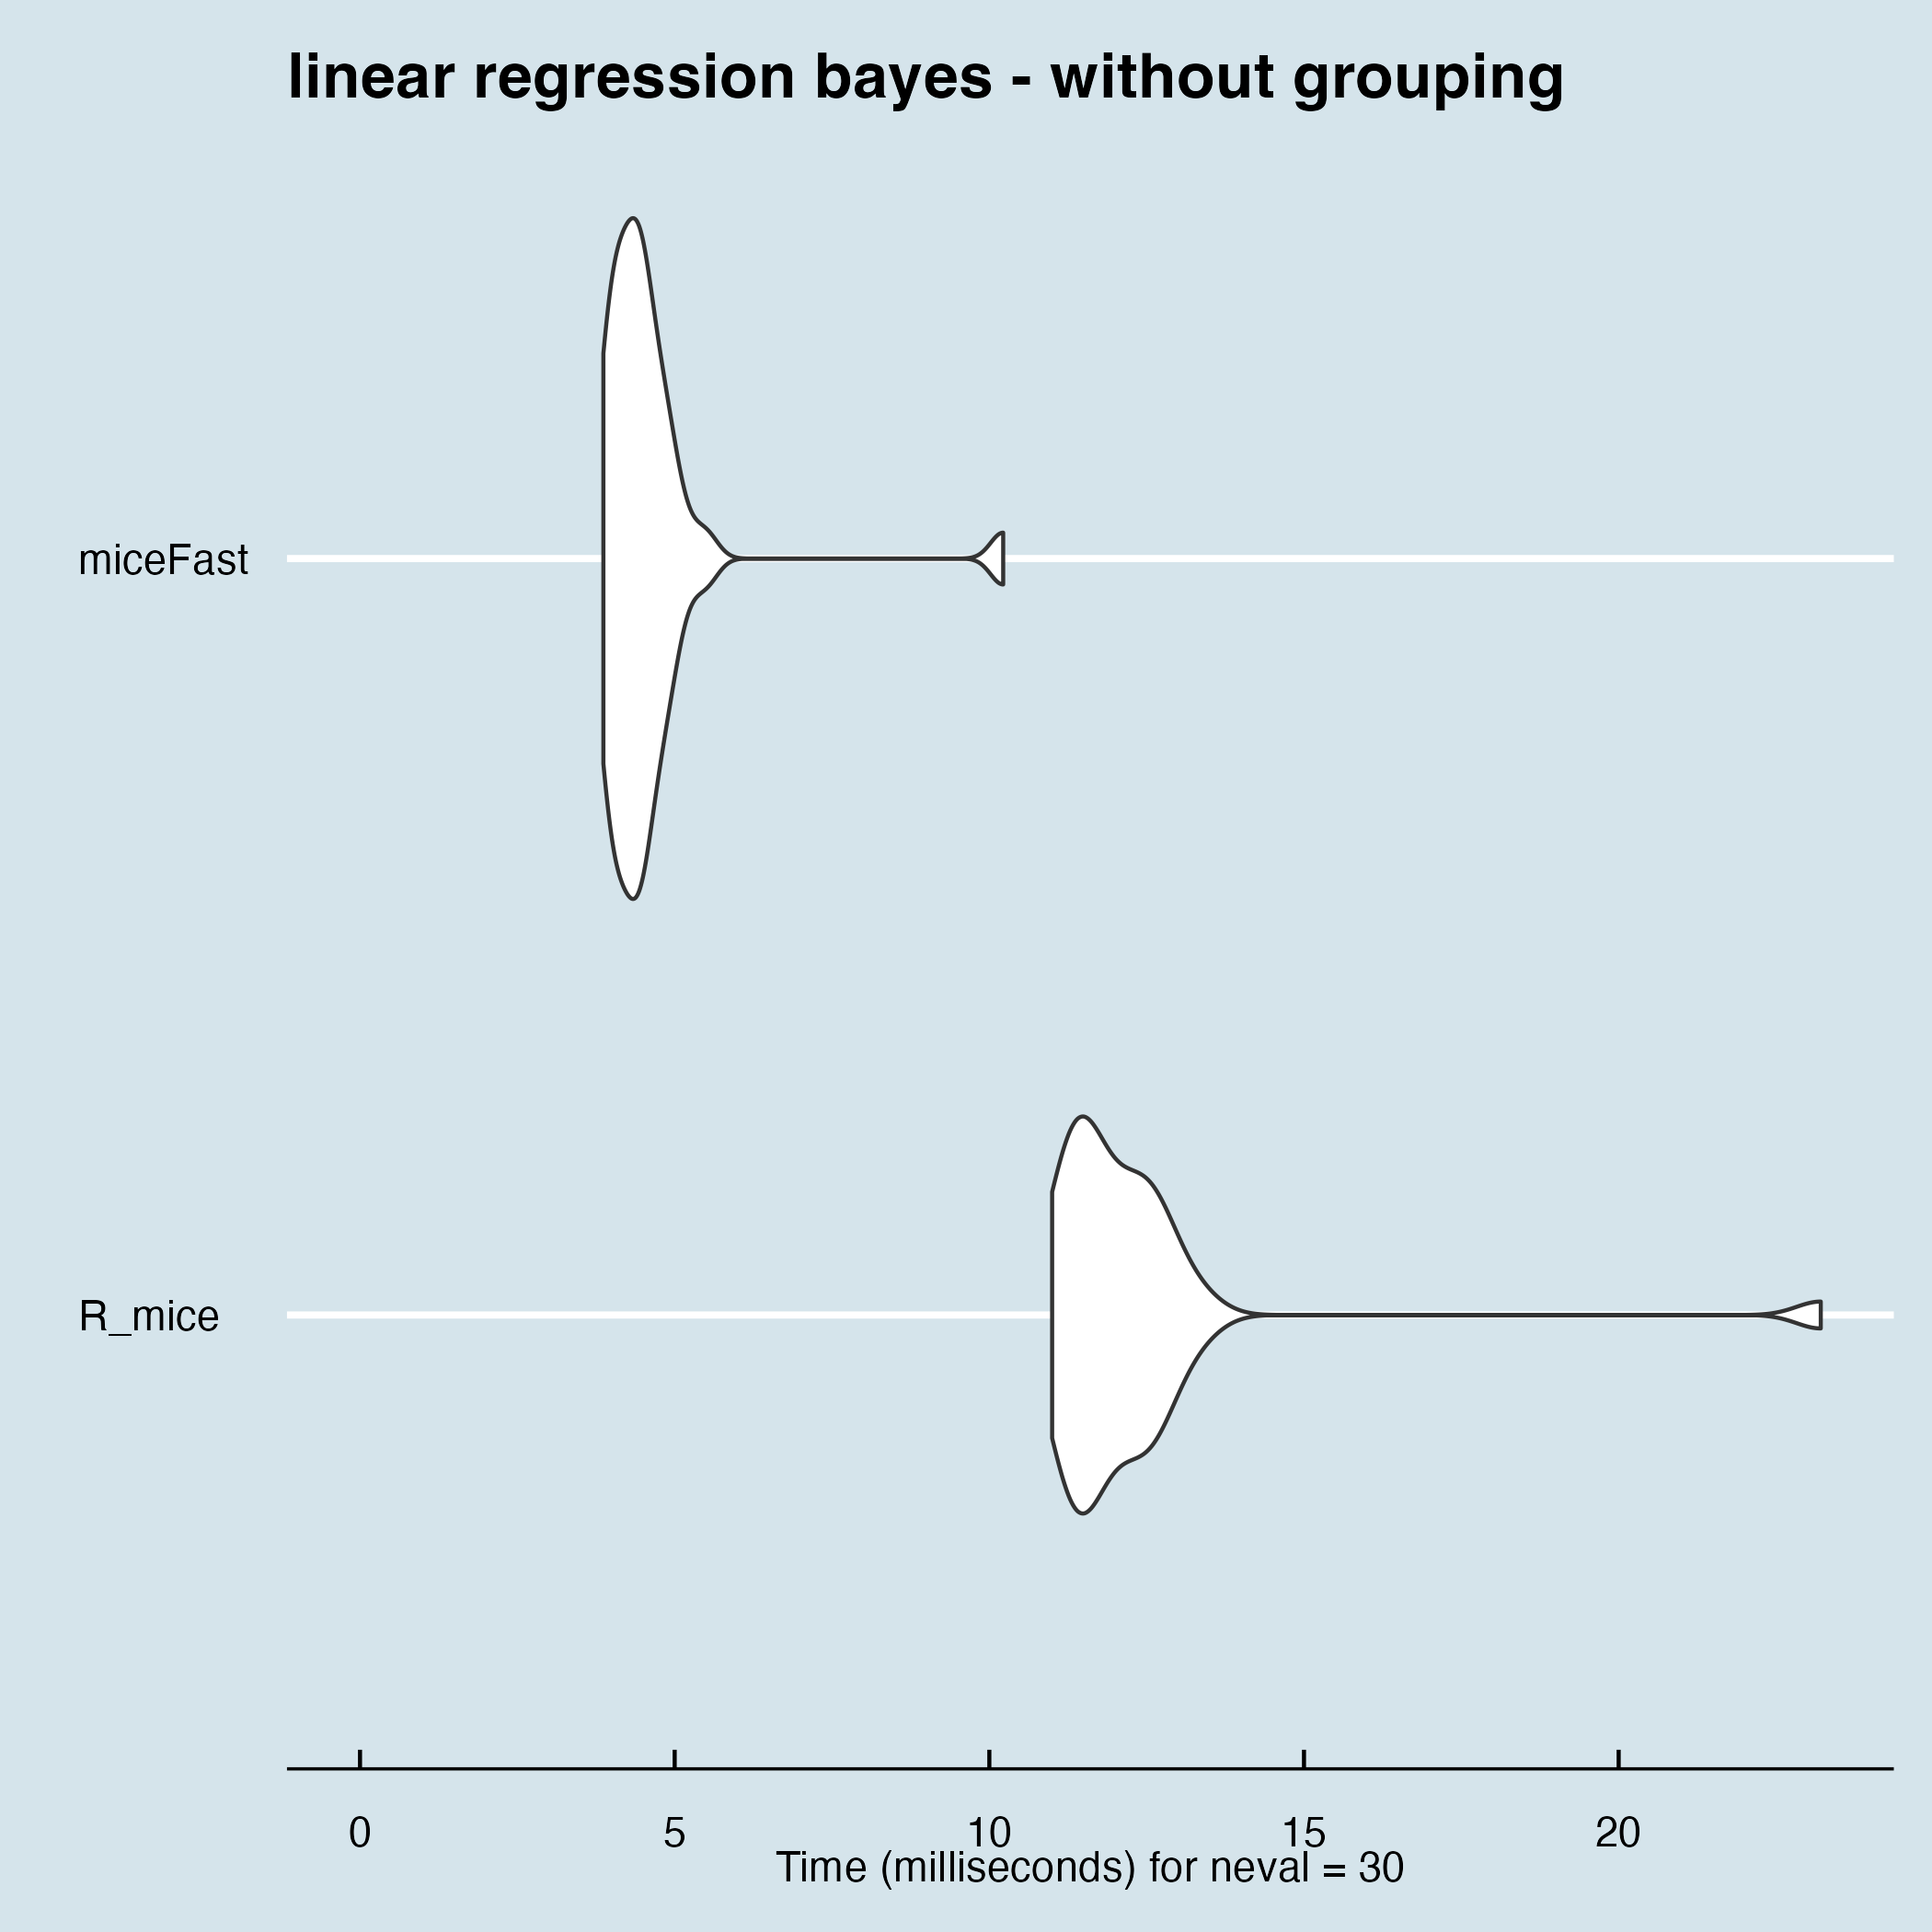 linear regression bayes - without grouping
miceFast
R_mice
0 5 10 15 20
Time (milliseconds) for neval = 30